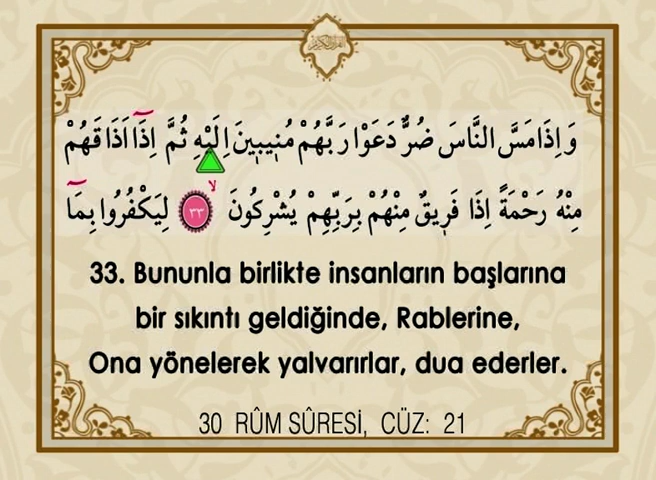 وَاِذَا مَسَّ النَّاسَ ضُرٌّ دَعَوْا رَبَّهُمْ مُن۪يب۪ينَ اِلَيْهِ ثُمَّ اِذَٓا اَذَاقَهُمْ
مِنْهُ رَحْمَةً اِذَا فَر۪يقٌ مِنْهُمْ بِرَبِّهِمْ يُشْرِكُونَۙ ﴿٣٣﴾ لِيَكْفُرُوا بِمَٓا
33. Bununla birlikte insanların başlarına
bir sıkıntı geldiğinde, Rablerine,
Ona yönelerek yalvarırlar, dua ederler.
30 RÛM SÛRESİ, CÜZ: 21